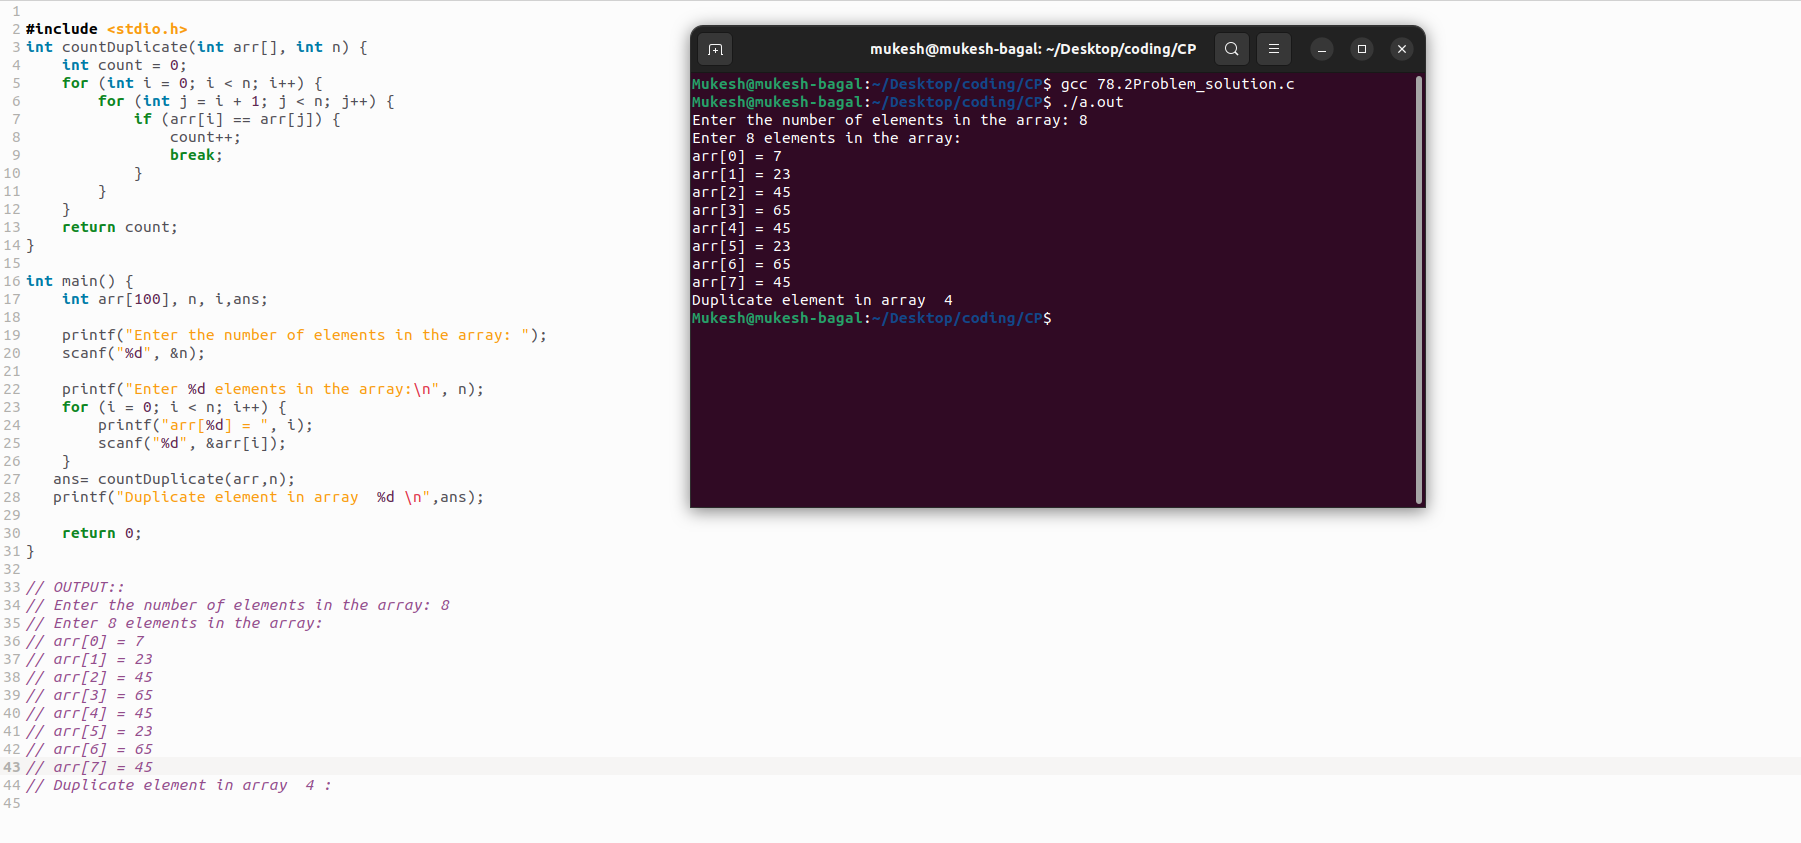 1
2 #include <stdio.h>
3 int countDuplicate(int arr[], int n) {
4     int count = 0;
5     for (int i = 0; i < n; i++) {
6         for (int j = i + 1; j < n; j++) {
7             if (arr[i] == arr[j]) {
8                 count++;
9                 break;
10             }
11         }
12     }
13     return count;
14 }
15
16 int main() {
17     int arr[100], n, i,ans;
18
19     printf("Enter the number of elements in the array: ");
20     scanf("%d", &n);
21
22     printf("Enter %d elements in the array:\n", n);
23     for (i = 0; i < n; i++) {
24         printf("arr[%d] = ", i);
25         scanf("%d", &arr[i]);
26     }
27    ans= countDuplicate(arr,n);
28    printf("Duplicate element in array  %d \n",ans);
29
30     return 0;
31 }
32
33 // OUTPUT::
34 // Enter the number of elements in the array: 8
35 // Enter 8 elements in the array:
36 // arr[0] = 7
37 // arr[1] = 23
38 // arr[2] = 45
39 // arr[3] = 65
40 // arr[4] = 45
41 // arr[5] = 23
42 // arr[6] = 65
43 // arr[7] = 45
44 // Duplicate element in array  4 :
45
mukesh@mukesh-bagal: ~/Desktop/coding/CP
Mukesh@mukesh-bagal:~/Desktop/coding/CP$ gcc 78.2Problem_solution.c
Mukesh@mukesh-bagal:~/Desktop/coding/CP$ ./a.out
Enter the number of elements in the array: 8
Enter 8 elements in the array:
arr[0] = 7
arr[1] = 23
arr[2] = 45
arr[3] = 65
arr[4] = 45
arr[5] = 23
arr[6] = 65
arr[7] = 45
Duplicate element in array  4
Mukesh@mukesh-bagal:~/Desktop/coding/CP$